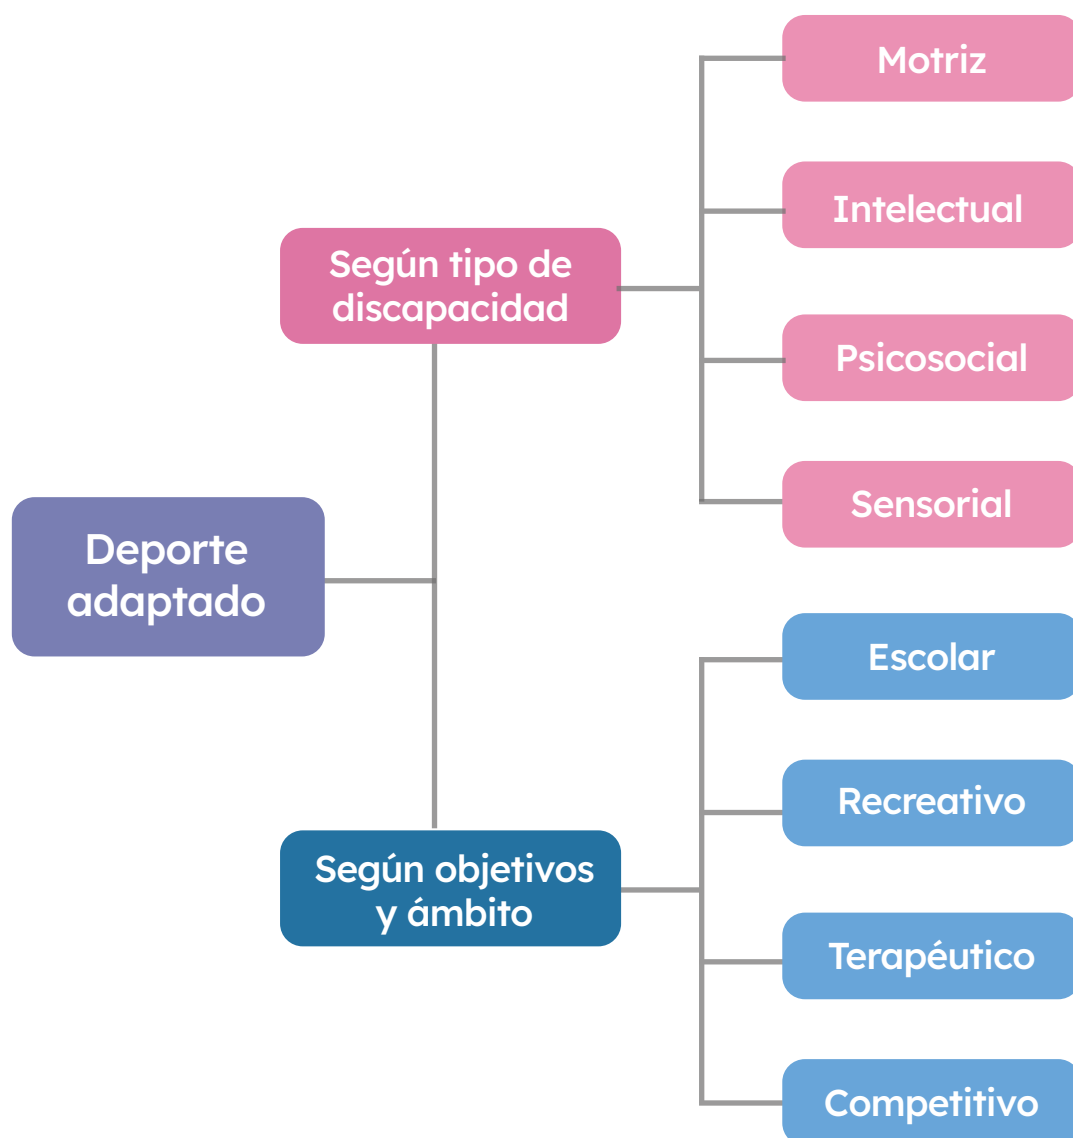 Deporte
adaptado
Según tipo de
discapacidad
Motriz
Intelectual
Psicosocial
Sensorial
Según objetivos
y ámbito
Escolar
Recreativo
Terapéutico
Competitivo